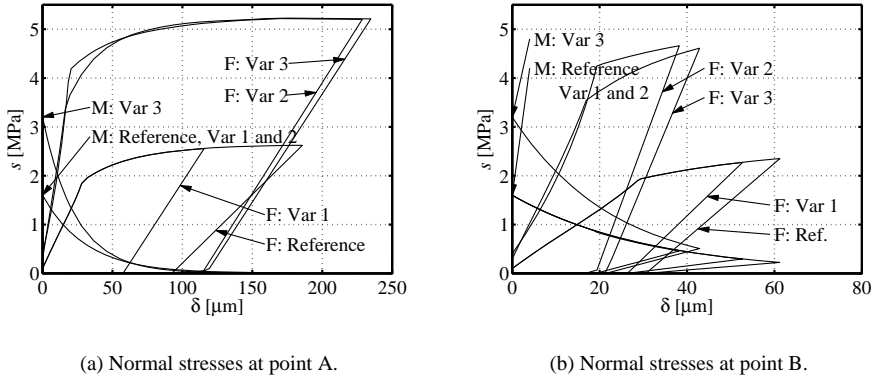 5
4
3
2
1
0
s [MPa]
F: Var 3
F: Var 2
M: Var 3
M: Reference, Var 1 and 2
F: Var 1
F: Reference
0 50 100 150 200 250
δ [μm]
(a) Normal stresses at point A.
5
4
3
2
1
0
s [MPa]
M: Var 3
M: Reference
Var 1 and 2
F: Var 2
F: Var 3
F: Var 1
F: Ref.
0 20 40 60 80
δ [μm]
(b) Normal stresses at point B.